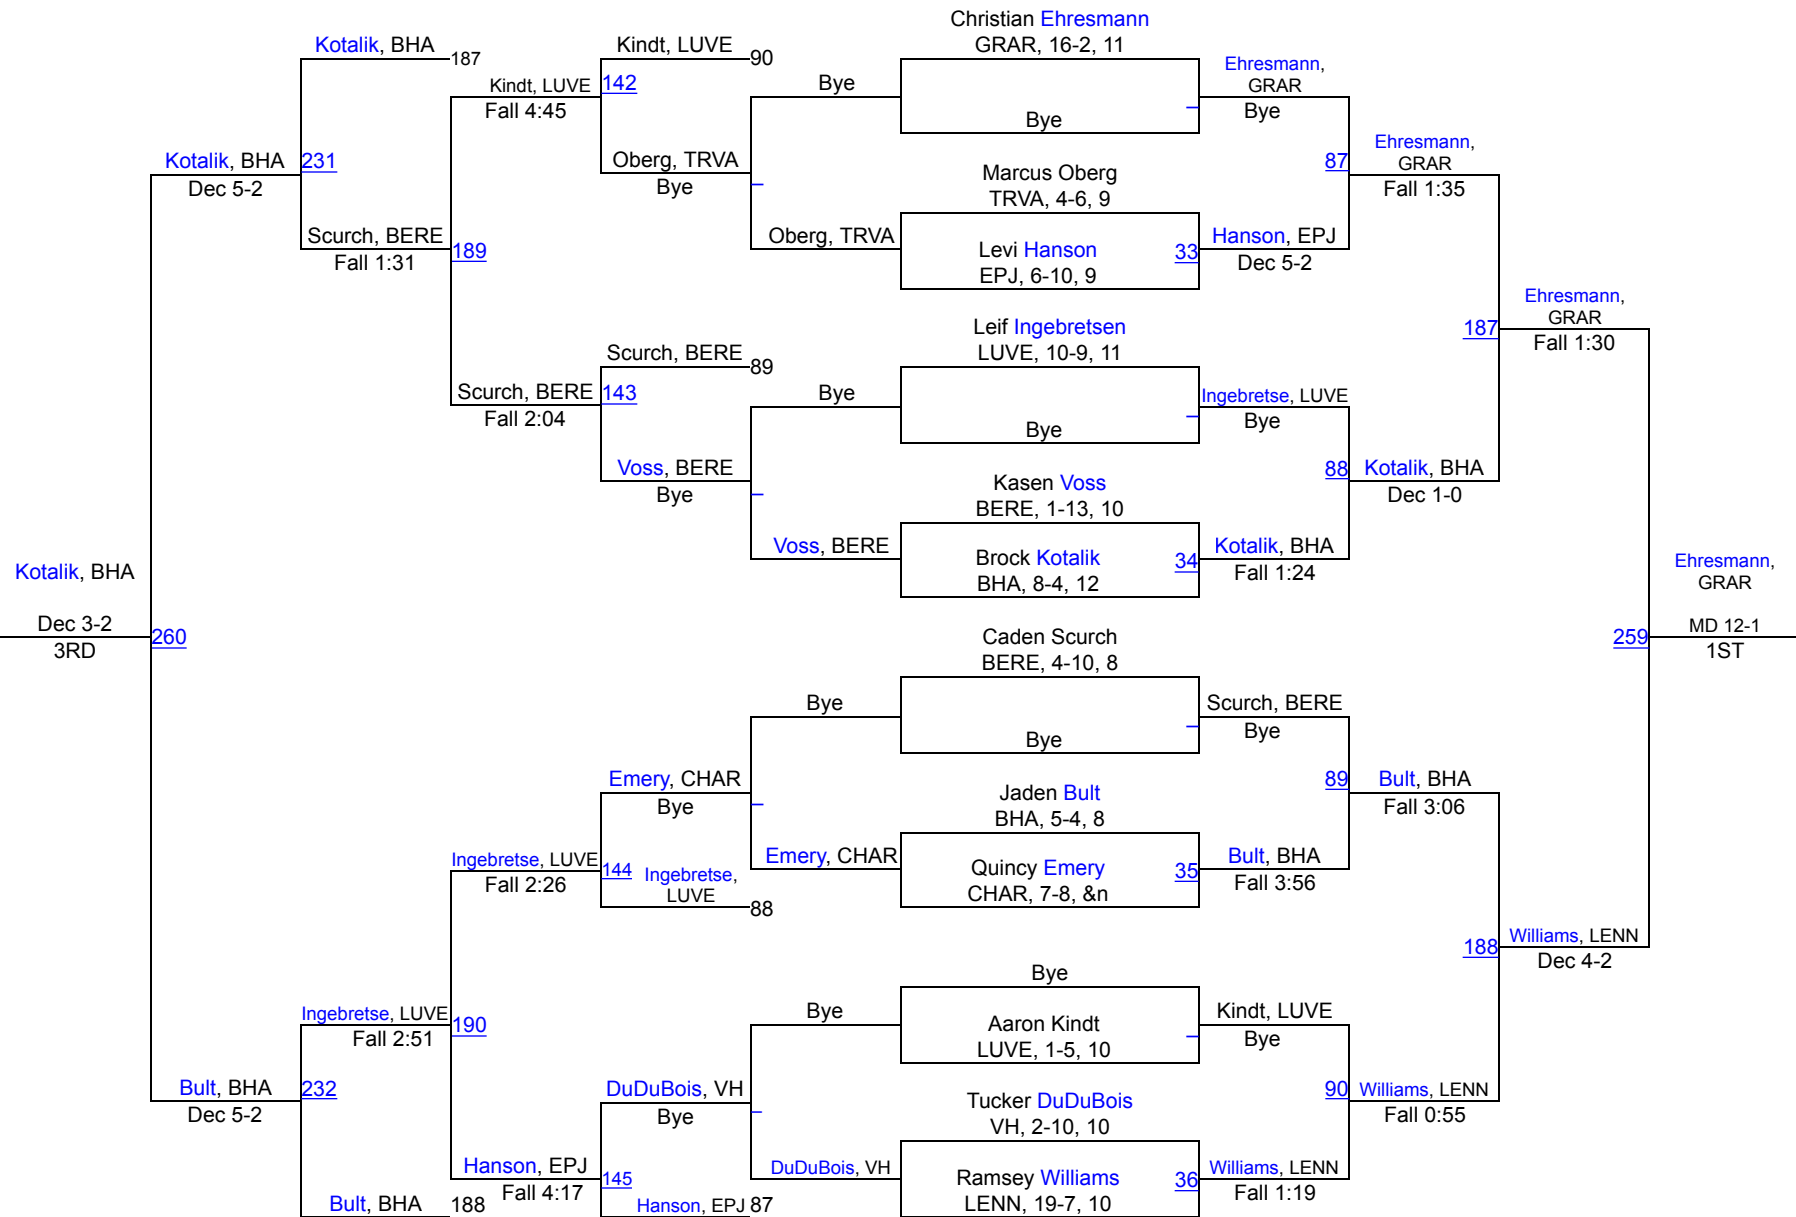 Christian Ehresmann
GRAR, 16-2, 11
Kotalik, BHA
187
Kindt, LUVE
90
Ehresmann,
GRAR
Kindt, LUVE
142
Bye
Fall 4:45
Bye
Bye
Ehresmann,
GRAR
Kotalik, BHA
231
Oberg, TRVA
Marcus Oberg
TRVA, 4-6, 9
87
Dec 5-2
Bye
Fall 1:35
Scurch, BERE
189
Oberg, TRVA
Levi Hanson
EPJ, 6-10, 9
33
Hanson, EPJ
Fall 1:31
Dec 5-2
Ehresmann,
GRAR
Leif Ingebretsen
LUVE, 10-9, 11
187
Fall 1:30
Scurch, BERE
89
Scurch, BERE
143
Bye
Ingebretse, LUVE
Fall 2:04
Bye
Bye
Voss, BERE
Kasen Voss
BERE, 1-13, 10
88
Kotalik, BHA
Bye
Dec 1-0
Voss, BERE
Brock Kotalik
BHA, 8-4, 12
34
Kotalik, BHA
Fall 1:24
Kotalik, BHA
Ehresmann,
GRAR
Dec 3-2
260
3RD
Caden Scurch
BERE, 4-10, 8
259
MD 12-1
1ST
Bye
Scurch, BERE
Bye
Bye
Emery, CHAR
Jaden Bult
BHA, 5-4, 8
89
Bult, BHA
Bye
Fall 3:06
Ingebretse, LUVE
144
Ingebretse,
LUVE
88
Emery, CHAR
Quincy Emery
CHAR, 7-8, &n
35
Bult, BHA
Fall 2:26
Fall 3:56
188
Williams, LENN
Dec 4-2
Bye
Ingebretse, LUVE
190
Bye
Aaron Kindt
LUVE, 1-5, 10
Kindt, LUVE
Fall 2:51
Bye
Bult, BHA
232
DuDuBois, VH
Tucker DuDuBois
VH, 2-10, 10
90
Williams, LENN
Dec 5-2
Bye
Fall 0:55
Hanson, EPJ
145
DuDuBois, VH
Ramsey Williams
LENN, 19-7, 10
36
Williams, LENN
Fall 4:17
Fall 1:19
Bult, BHA
188
Hanson, EPJ
87